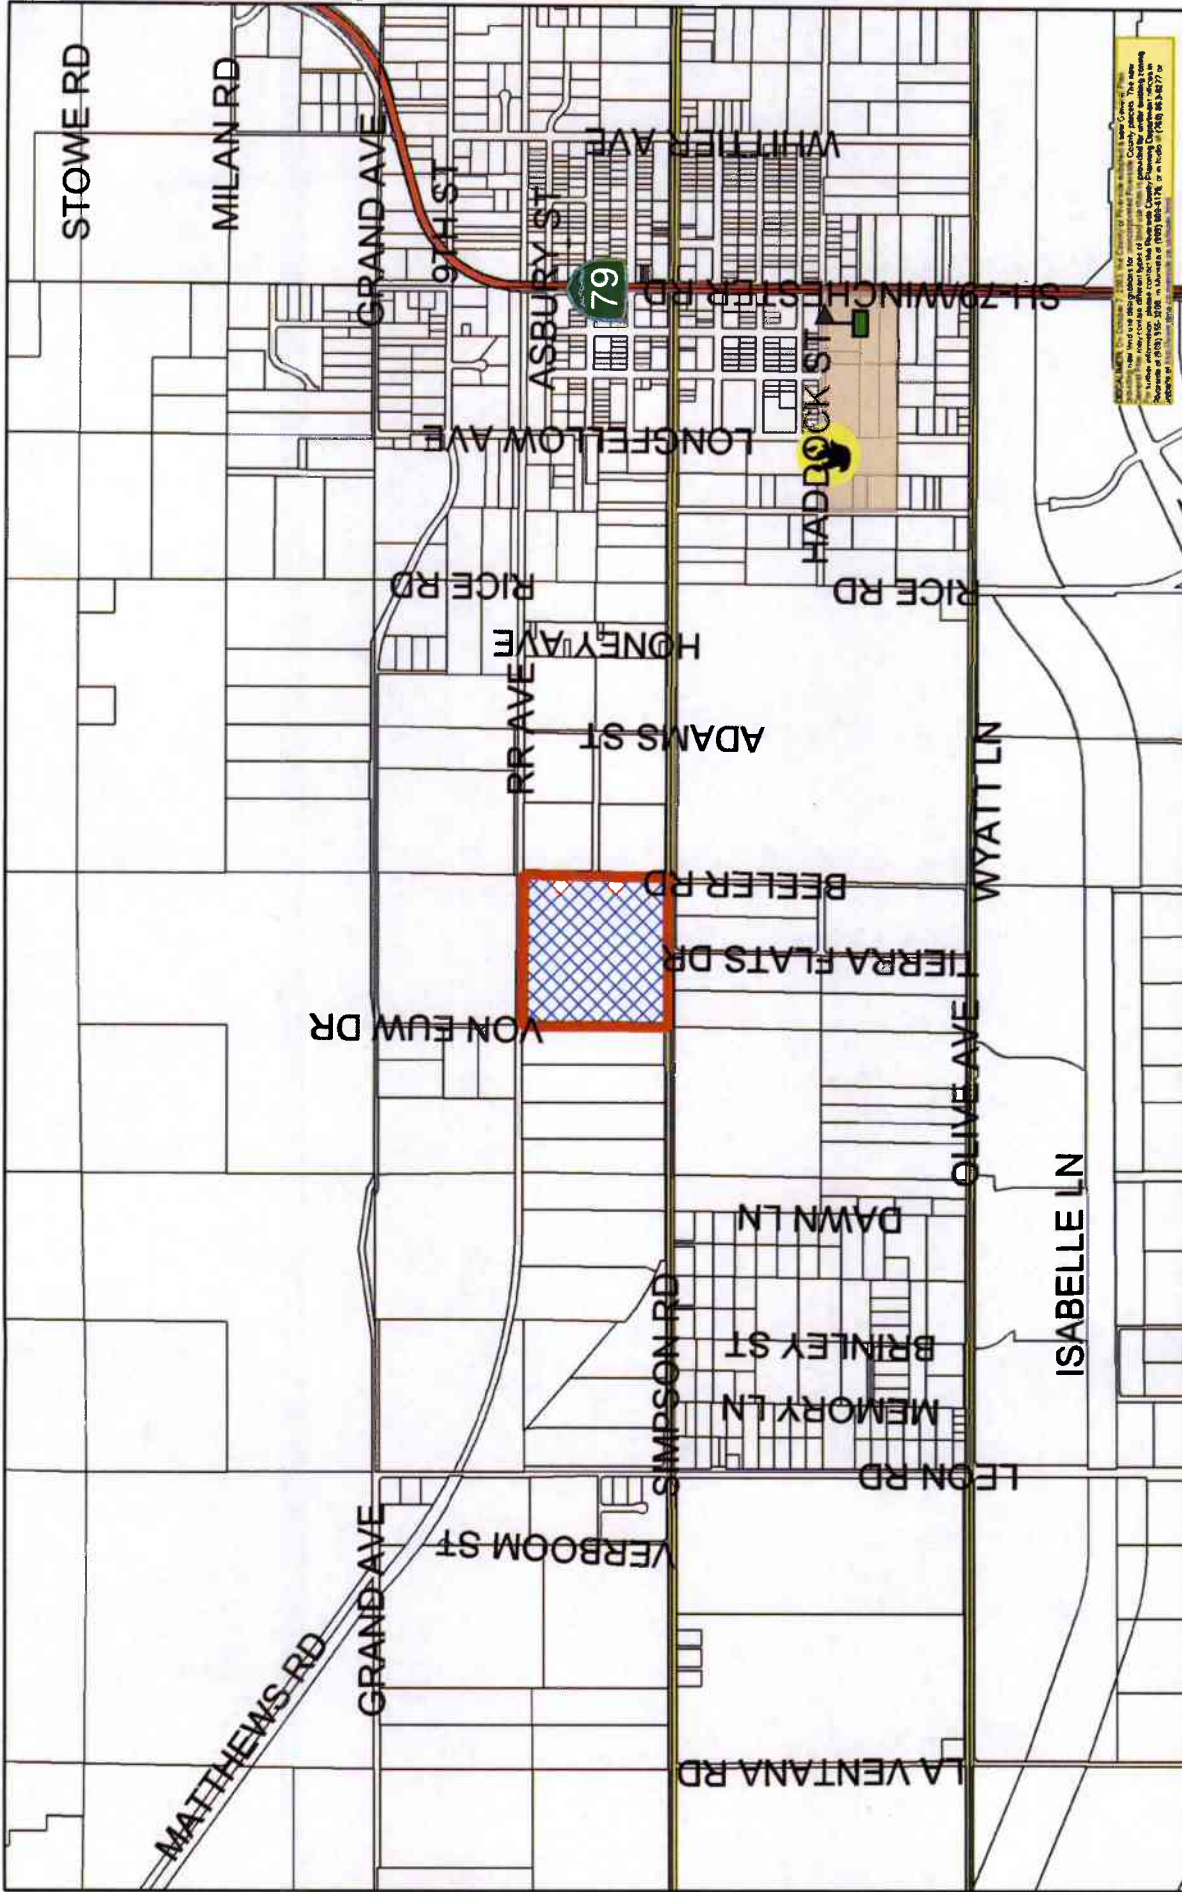 STOWE RD
MILAN RD
GRAND AVE
9TH ST
ASBURY ST
WHITTIER AVE
79
SH-79/WINCHESTER RD
HADDOCK ST
LONGFELLOW AVE
RICE RD
RICE RD
HONEY AVE
RR AVE
ADAMS ST
WYATT LN
BEELER RD
TIERRA FLATS DR
VON EUW DR
OLIVE AVE
DAWN LN
ISABELLE LN
BRINLEY ST
SIMPSON RD
MEMORY LN
LEON RD
VERBOOM ST
GRAND AVE
MATTHEWS RD
LA VENTANA RD